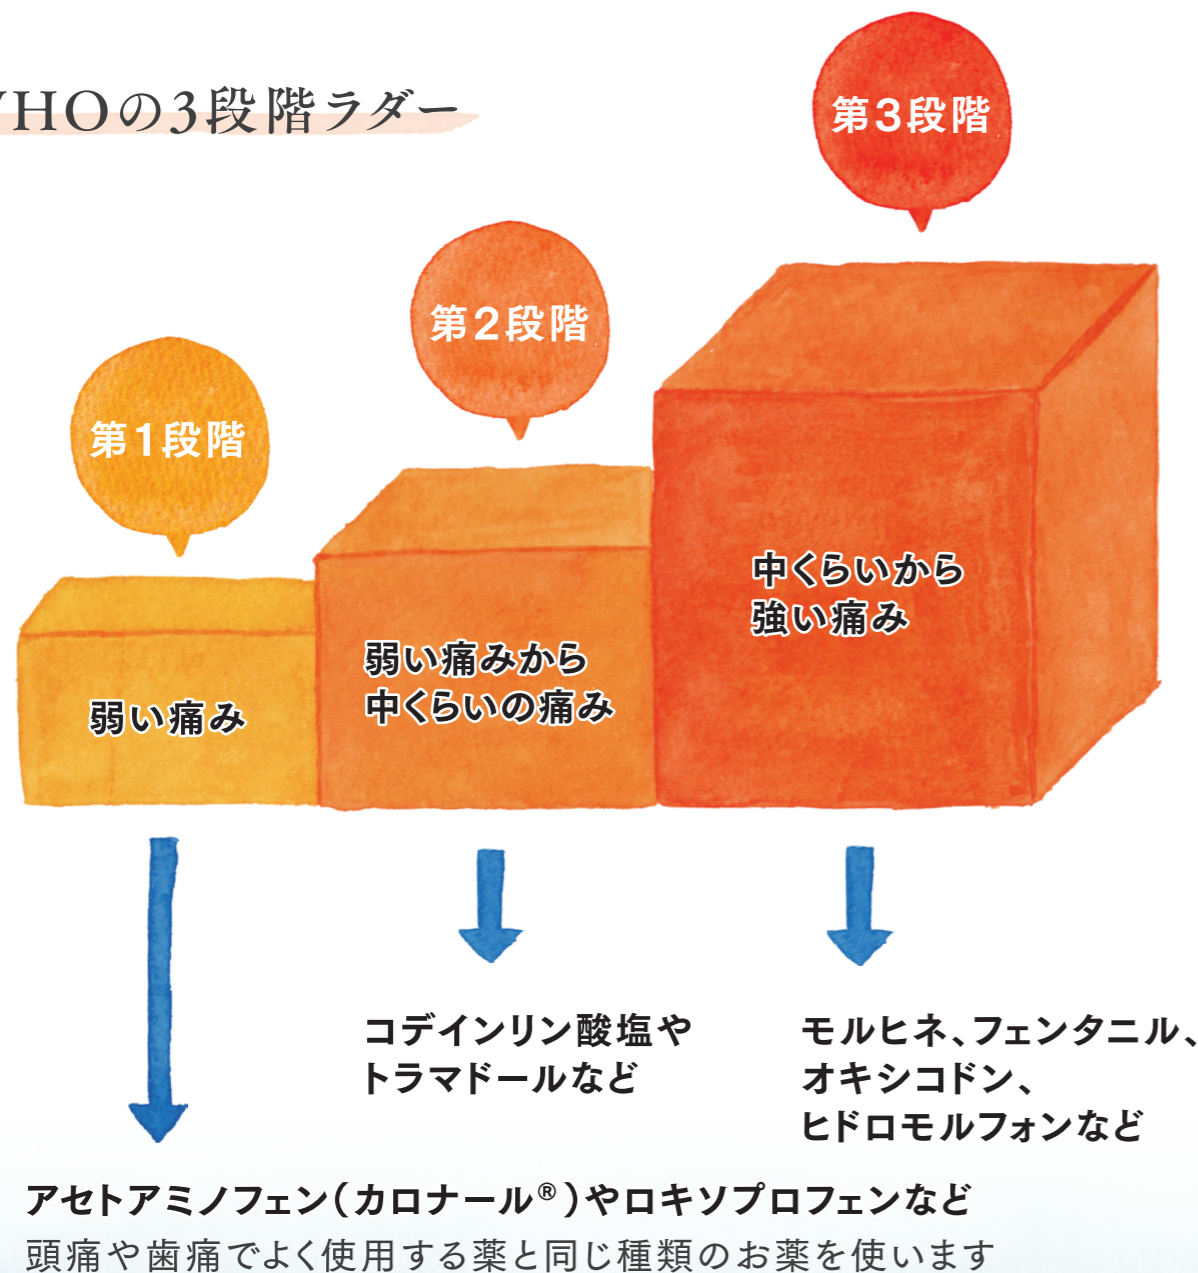 WHOの3段階ラダー
第3段階
第2段階
第1段階
中くらいから
強い痛み
弱い痛みから
中くらいの痛み
弱い痛み
コデインリン酸塩や
トラマドールなど
モルヒネ、フェンタニル、
オキシコドン、
ヒドロモルフォンなど
アセトアミノフェン(カロナール®)やロキソプロフェンなど
頭痛や歯痛でよく使用する薬と同じ種類のお薬を使います